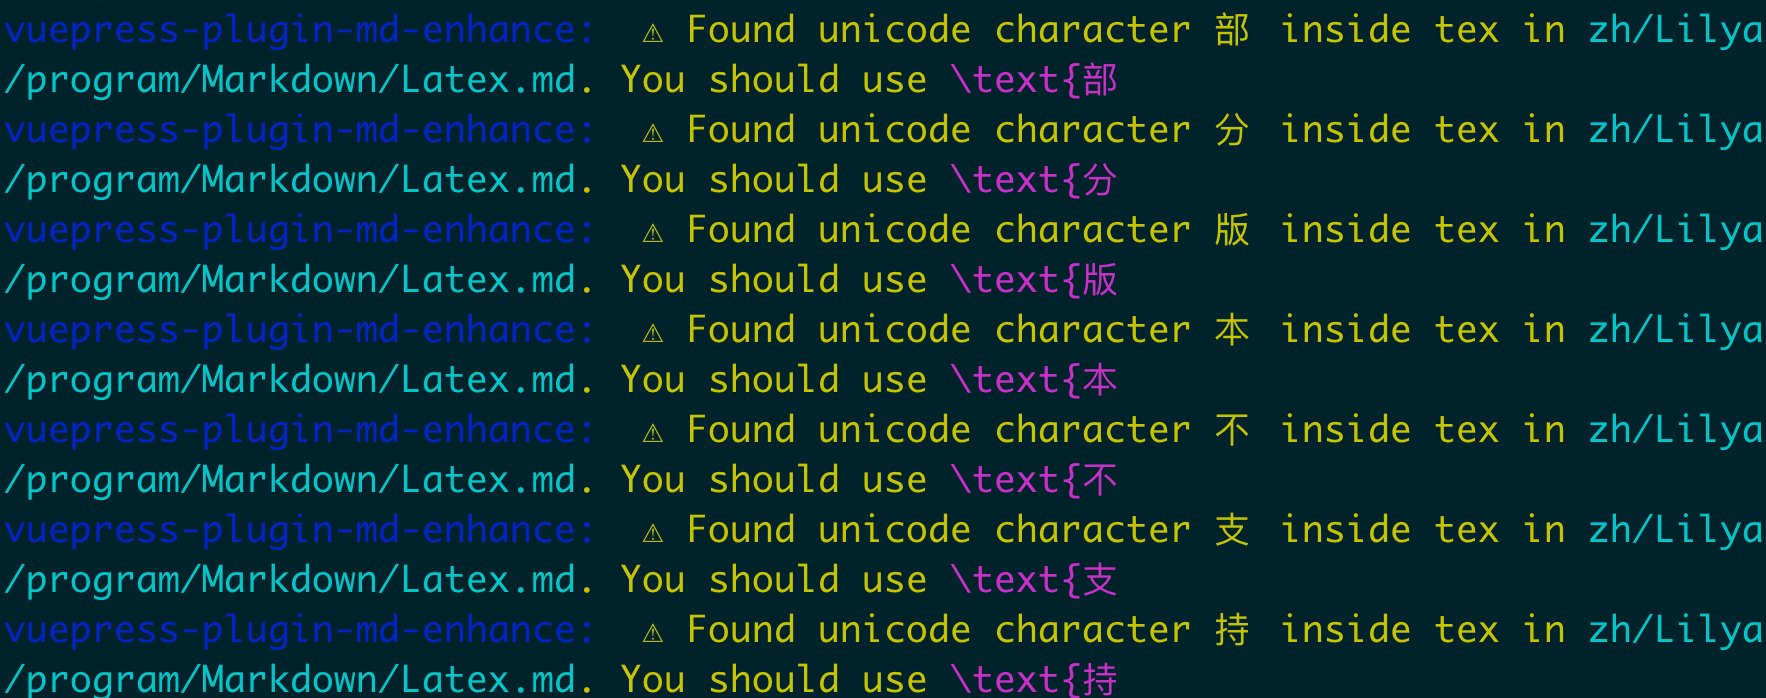 vuepress-plugin-md-enhance:  ⚠ Found unicode character 部 inside tex in zh/Lilya
/program/Markdown/Latex.md. You should use \text{部
vuepress-plugin-md-enhance:  ⚠ Found unicode character 分 inside tex in zh/Lilya
/program/Markdown/Latex.md. You should use \text{分
vuepress-plugin-md-enhance:  ⚠ Found unicode character 版 inside tex in zh/Lilya
/program/Markdown/Latex.md. You should use \text{版
vuepress-plugin-md-enhance:  ⚠ Found unicode character 本 inside tex in zh/Lilya
/program/Markdown/Latex.md. You should use \text{本
vuepress-plugin-md-enhance:  ⚠ Found unicode character 不 inside tex in zh/Lilya
/program/Markdown/Latex.md. You should use \text{不
vuepress-plugin-md-enhance:  ⚠ Found unicode character 支 inside tex in zh/Lilya
/program/Markdown/Latex.md. You should use \text{支
vuepress-plugin-md-enhance:  ⚠ Found unicode character 持 inside tex in zh/Lilya
/program/Markdown/Latex.md. You should use \text{持